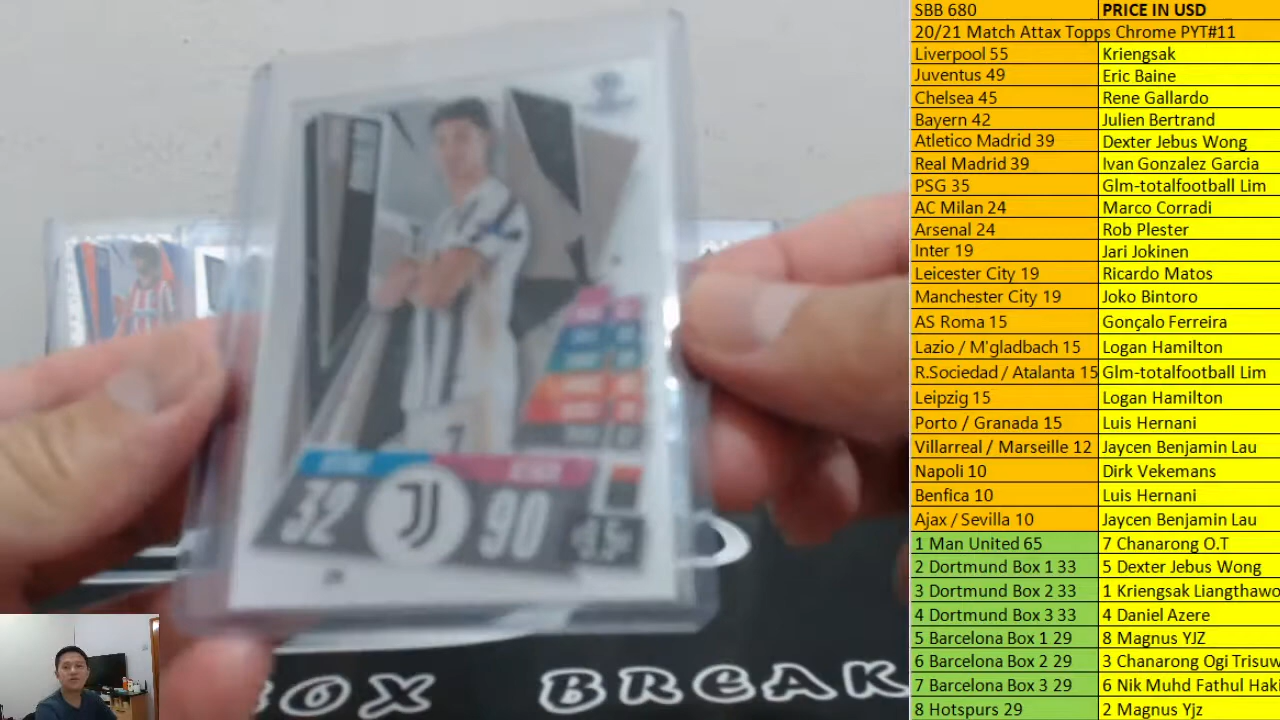 SBB 680 PRICE IN USD
20/21 Match Attax Topps Chrome PYT#11
Liverpool 55 Kriengsak
Juventus 49 Eric Baine
Chelsea 45 Rene Gallardo
Bayern 42 Julien Bertrand
Atletico Madrid 39 Dexter Jebus Wong
Real Madrid 39 Ivan Gonzalez Garcia
PSG 35 Glm-totalfootball Lim
AC Milan 24 Marco Corradi
Arsenal 24 Rob Plester
Inter 19 Jari Jokinen
Leicester City 19 Ricardo Matos
Manchester City 19 Joko Bintoro
AS Roma 15 Gonçalo Ferreira
Lazio / M'gladbach 15 Logan Hamilton
R.Sociedad / Atalanta 15 Glm-totalfootball Lim
Leipzig 15 Logan Hamilton
Porto / Granada 15 Luis Hernani
Villarreal / Marseille 12 Jaycen Benjamin Lau
Napoli 10 Dirk Vekemans
Benfica 10 Luis Hernani
Ajax / Sevilla 10 Jaycen Benjamin Lau
1 Man United 65 7 Chanarong O.T
2 Dortmund Box 1 33 5 Dexter Jebus Wong
3 Dortmund Box 2 33 1 Kriengsak Liangthawo
4 Dortmund Box 3 33 4 Daniel Azere
5 Barcelona Box 1 29 8 Magnus YJZ
6 Barcelona Box 2 29 3 Chanarong Ogi Trisuw
7 Barcelona Box 3 29 6 Nik Muhd Fathul Haki
8 Hotspurs 29 2 Magnus Yjz
32 90
BOX BREAK